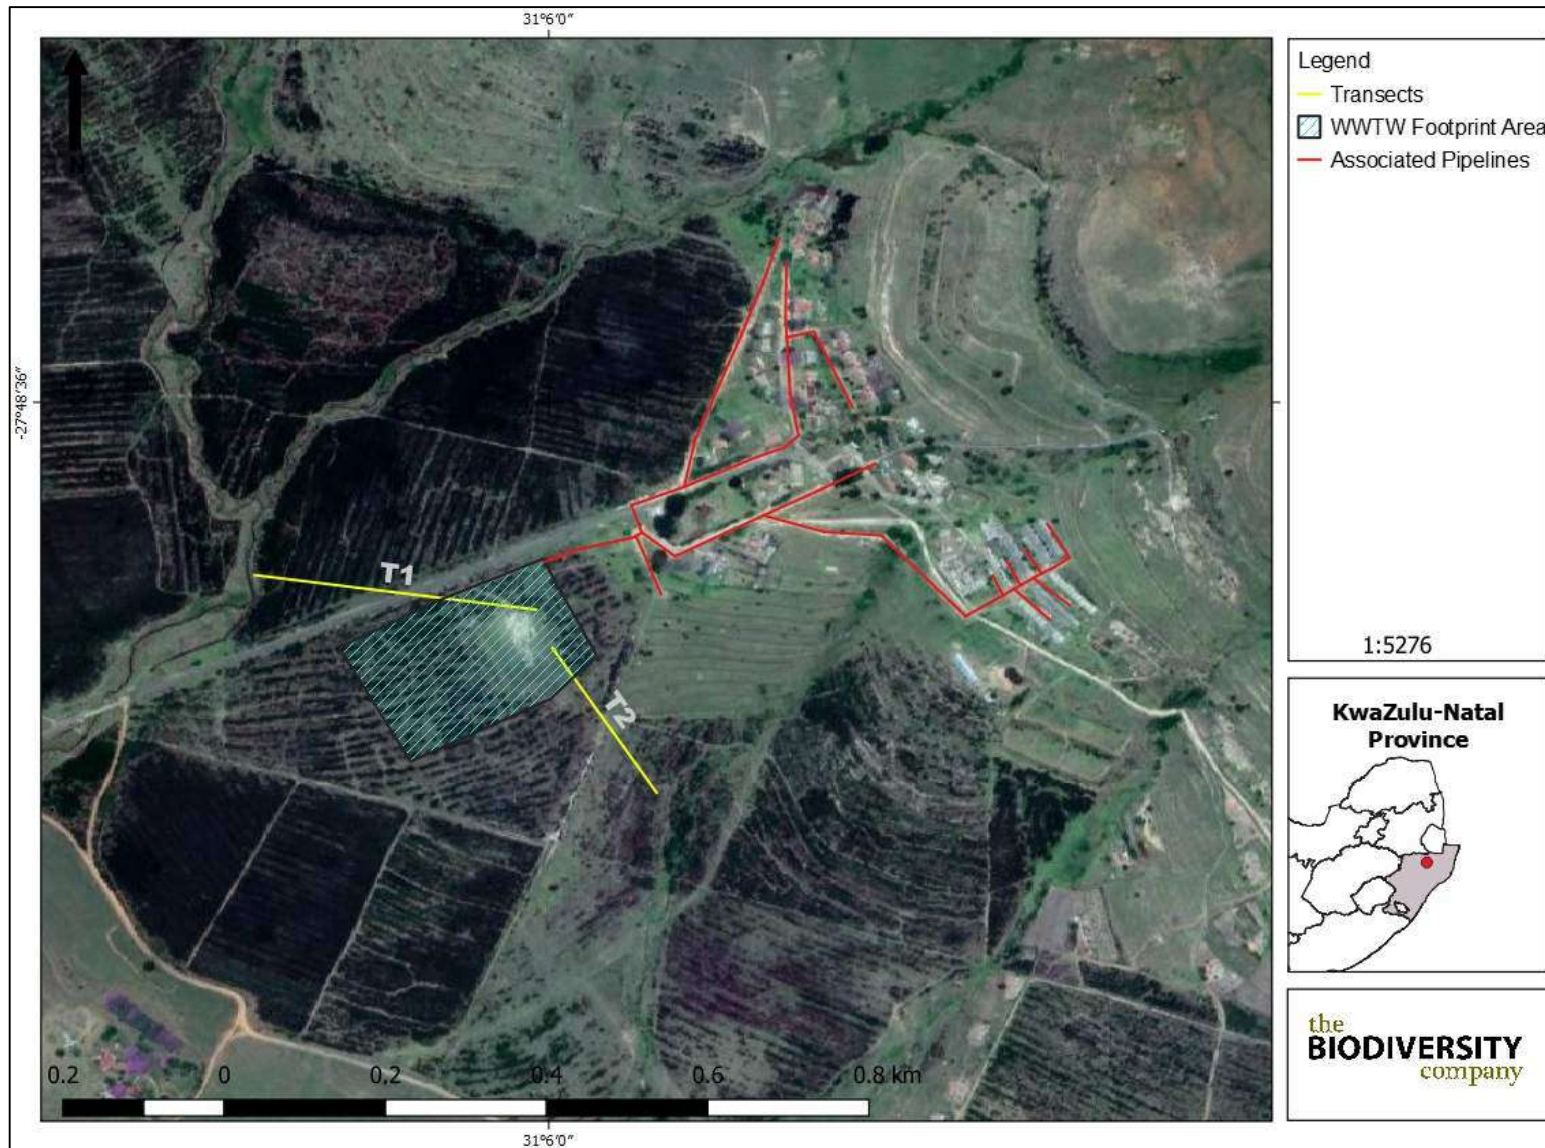 31°6′0″
Legend
Transects
WWTW Footprint Area
Associated Pipelines
-27°48′36″
T1
T2
1:5276
KwaZulu-Natal
Province
the
BIODIVERSITY
company
0.2 0 0.2 0.4 0.6 0.8 km
31°6′0″